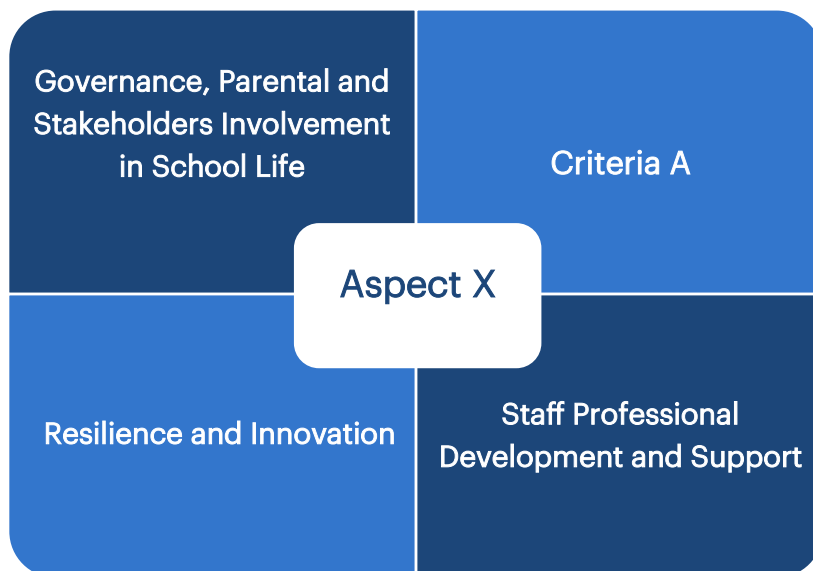 Governance, Parental and
Stakeholders Involvement
in School Life
Criteria A
Aspect X
Resilience and Innovation
Staff Professional
Development and Support